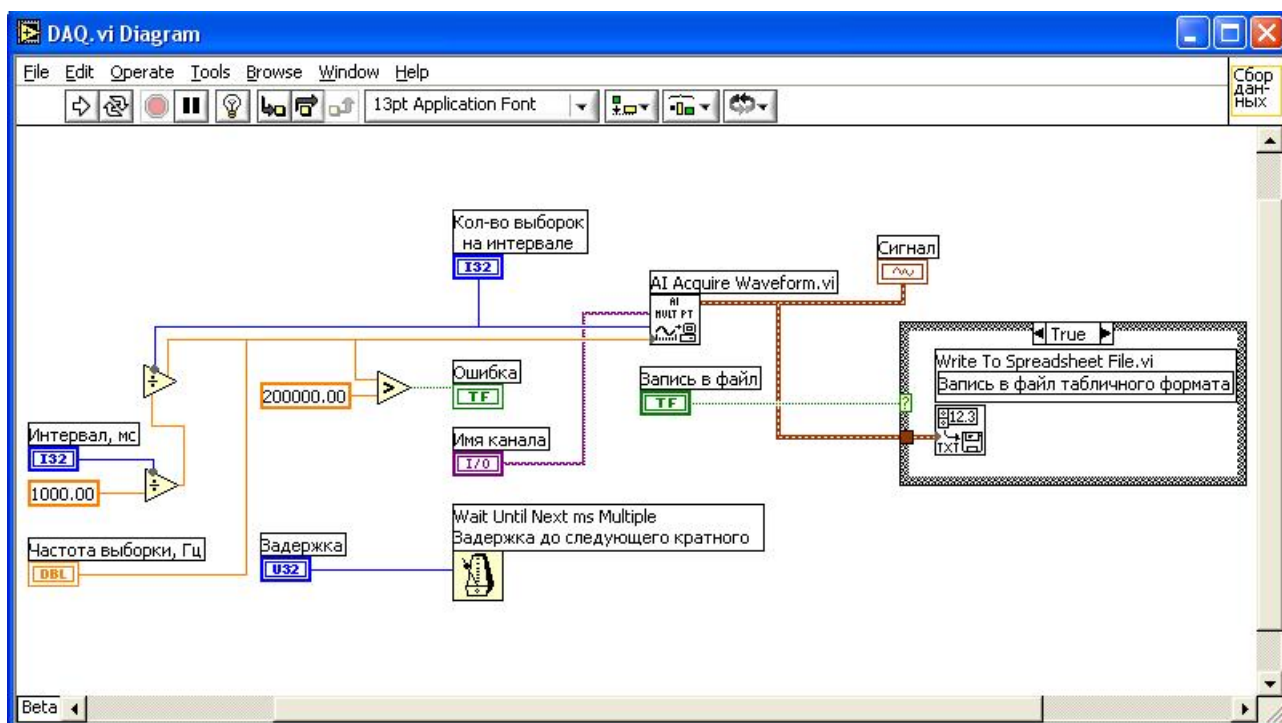 DAQ.vi Diagram
File Edit Operate Tools Browse Window Help
Сбор
дан-
ных
13pt Application Font
Кол-во выборок
на интервале
I32
Сигнал
AI Acquire Waveform.vi
AI
MULT PT
True
Write To Spreadsheet File.vi
Запись в файл табличного формата
12.3
TXT
Ошибка
TF
200000.00
>
÷
Запись в файл
TF
?
Интервал, мс
I32
÷
1000.00
Имя канала
I/O
Wait Until Next ms Multiple
Задержка до следующего кратного
Частота выборки, Гц
DBL
Задержка
U32
Beta